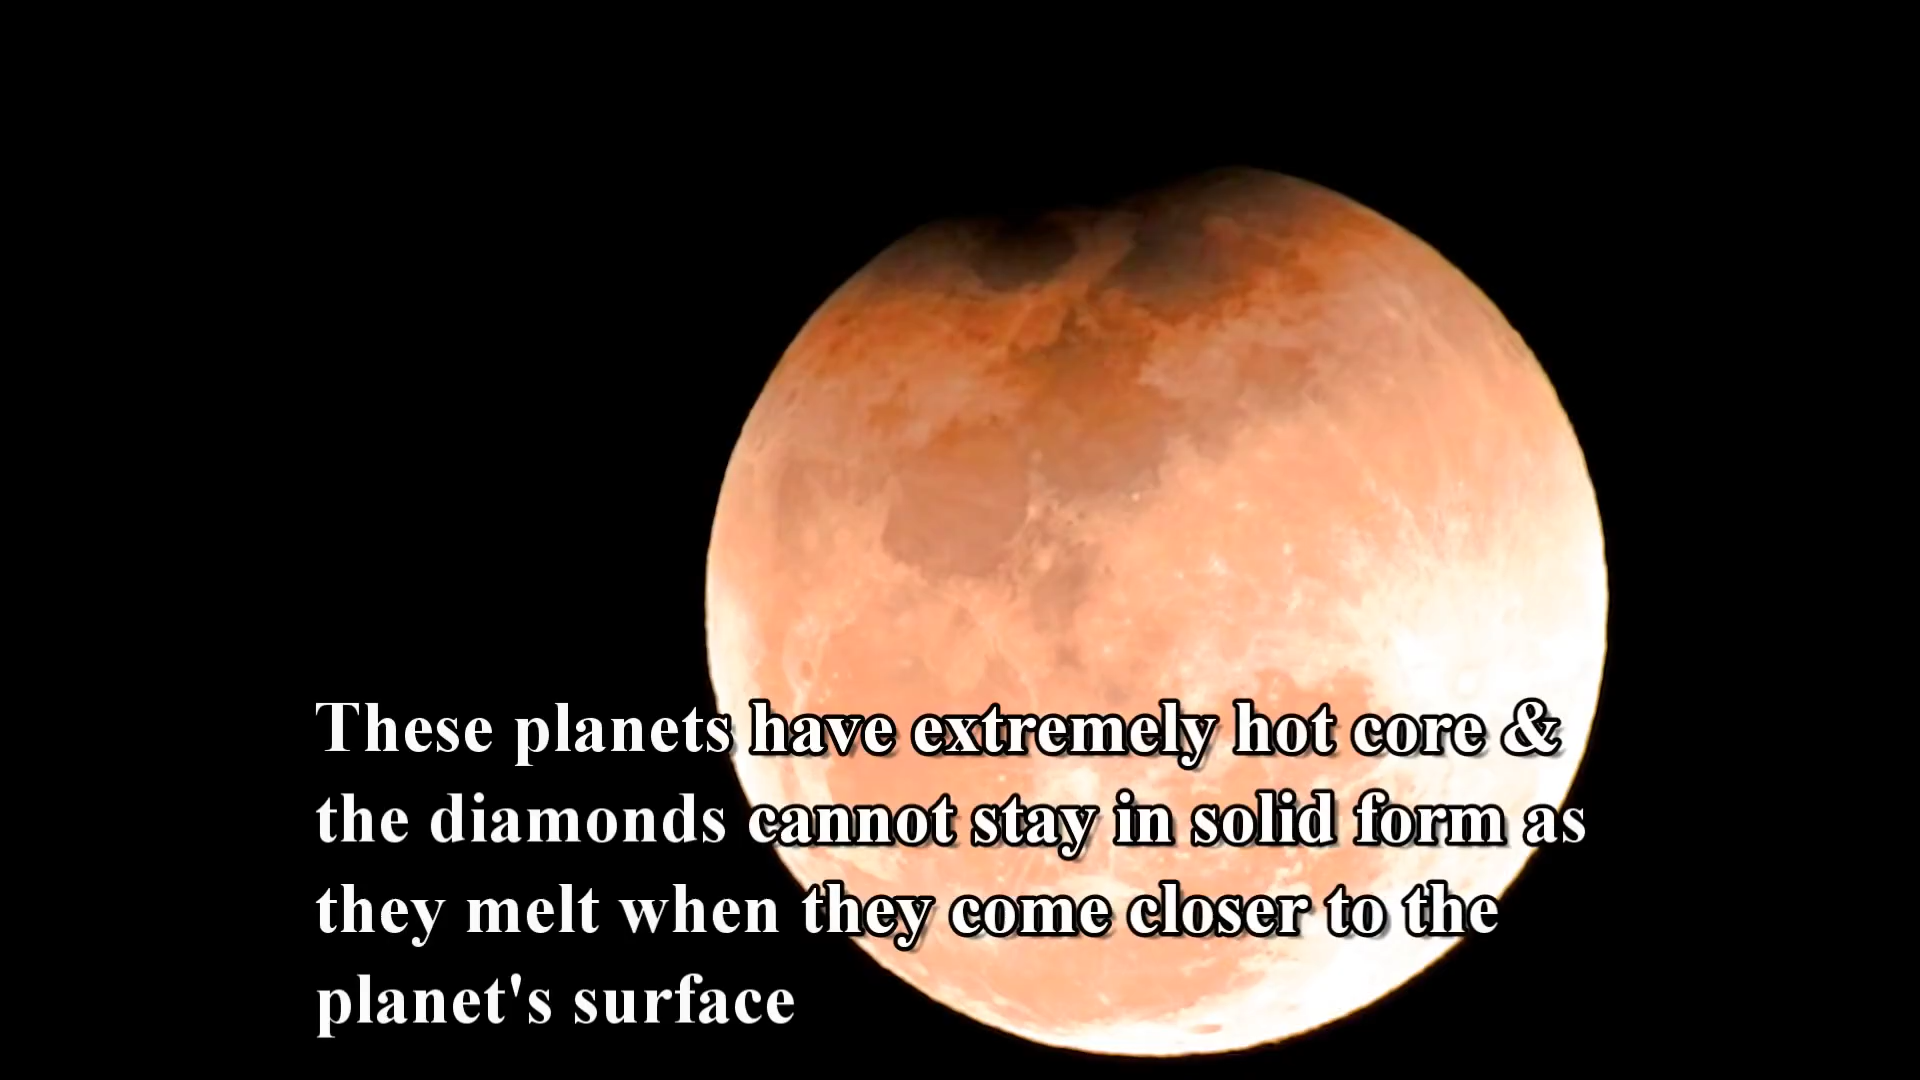 These planets have extremely hot core &
the diamonds cannot stay in solid form as
they melt when they come closer to the
planet's surface